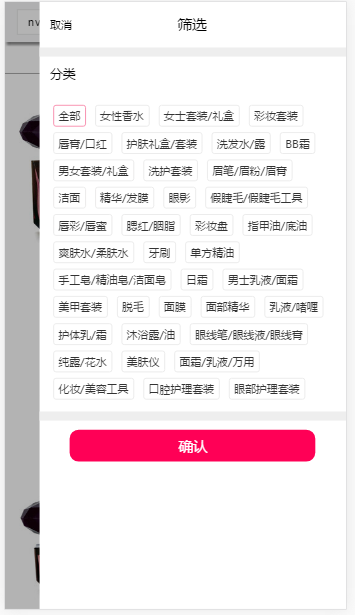 nv
取消 筛选
分类
全部 女性香水 女士套装/礼盒 彩妆套装
唇膏/口红 护肤礼盒/套装 洗发水/露 BB霜
男女套装/礼盒 洗护套装 眉笔/眉粉/眉膏
洁面 精华/发膜 眼影 假睫毛/假睫毛工具
唇彩/唇蜜 腮红/胭脂 彩妆盘 指甲油/底油
爽肤水/柔肤水 牙刷 单方精油
手工皂/精油皂/洁面皂 日霜 男士乳液/面霜
美甲套装 脱毛 面膜 面部精华 乳液/啫喱
护体乳/霜 沐浴露/油 眼线笔/眼线液/眼线膏
纯露/花水 美肤仪 面霜/乳液/万用
化妆/美容工具 口腔护理套装 眼部护理套装
确认